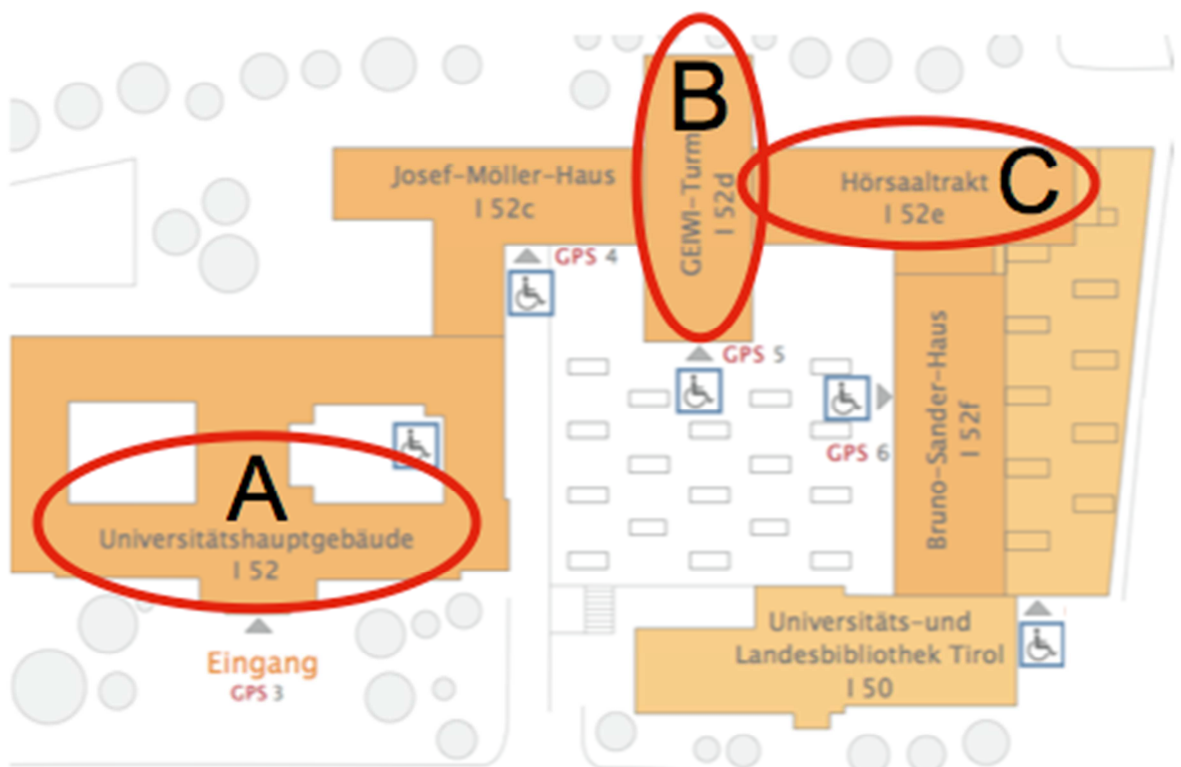 B
Josef-Möller-Haus
I 52c
GEIWI-Turm
I 52d
Hörsaaltrakt
I 52e
C
GPS 4
GPS 5
GPS 6
Bruno-Sander-Haus
I 52f
A
Universitätshauptgebäude
I 52
Eingang
GPS 3
Universitäts-und
Landesbibliothek Tirol
I 50